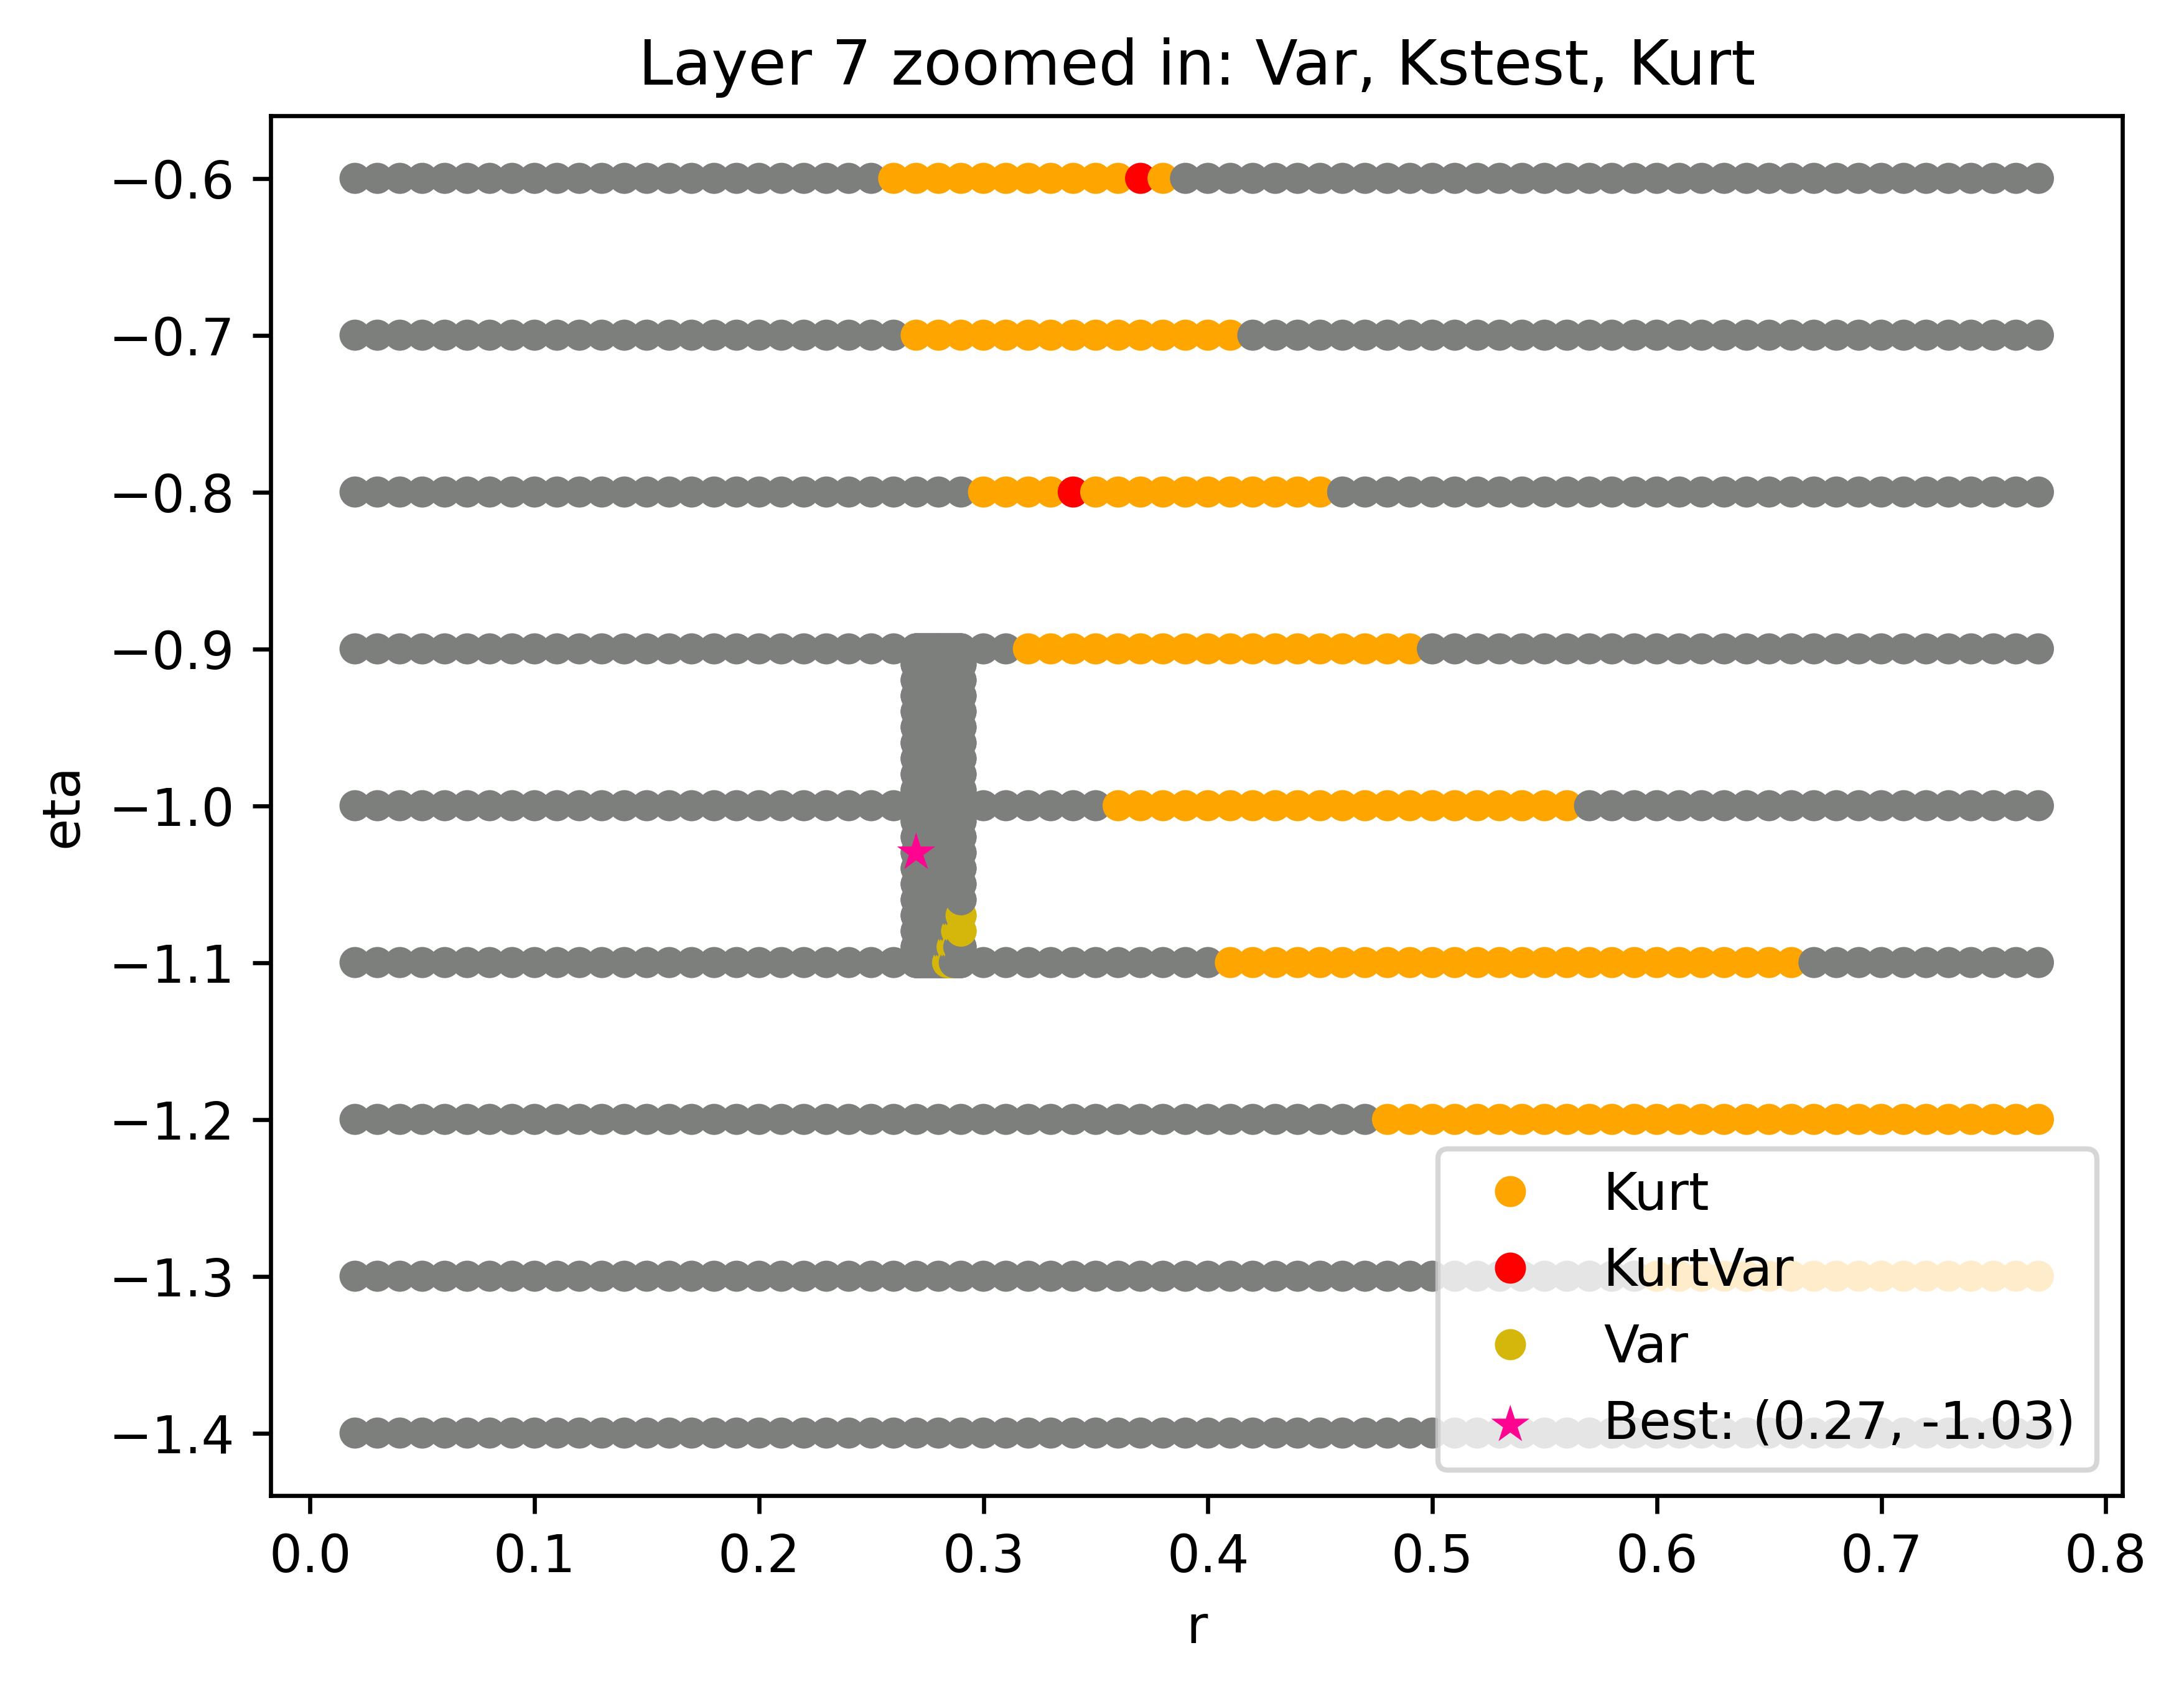 Layer 7 zoomed in: Var, Kstest, Kurt
−0.6
−0.7
−0.8
−0.9
−1.0
−1.1
−1.2
−1.3
−1.4
eta
Kurt
KurtVar
Var
Best: (0.27, -1.03)
0.0 0.1 0.2 0.3 0.4 0.5 0.6 0.7 0.8
r